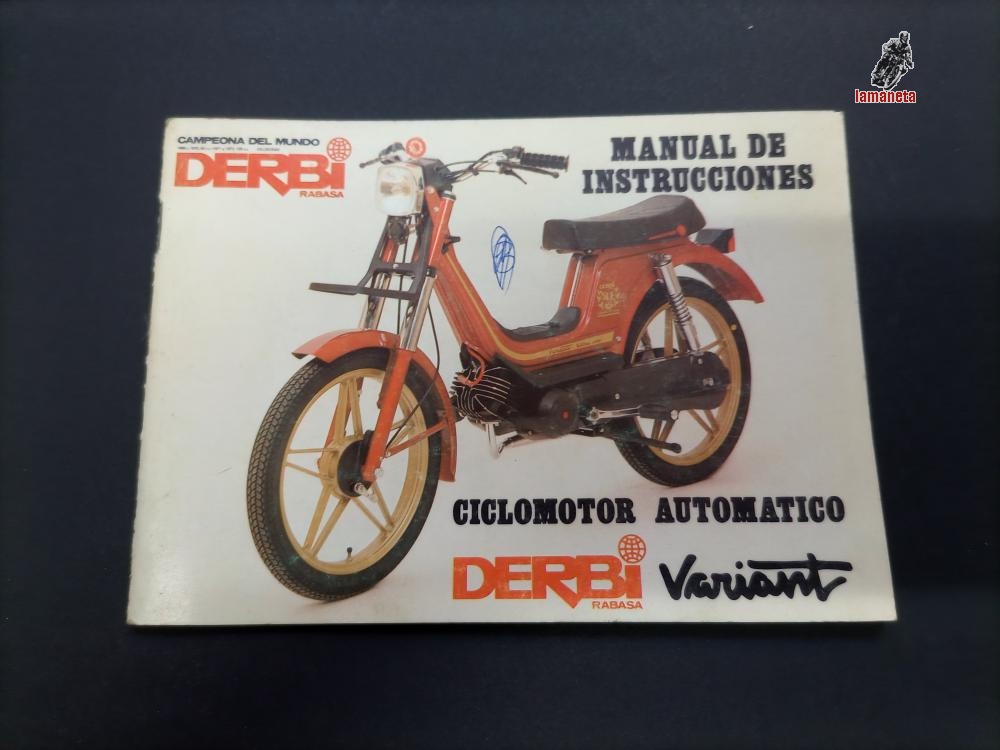 lamaneta
CAMPEONA DEL MUNDO
DERBi
RABASA
MANUAL DE
INSTRUCCIONES
CICLOMOTOR AUTOMATICO
DERBi
RABASA
Variant